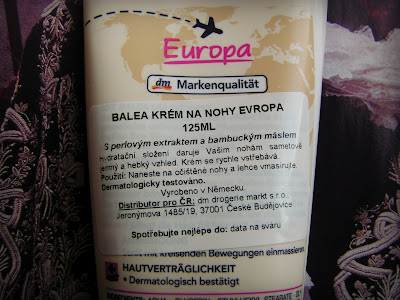 Europa
dm Markenqualität
BALEA KRÉM NA NOHY EVROPA
125ML
S perlovým extraktem a bambuckým máslem
Hydratační složení daruje Vašim nohám sametově
jemný a hebký vzhled. Krém se rychle vstřebává.
Použití: Naneste na očištěné nohy a lehce vmasírujte.
Dermatologicky testováno.
Vyrobeno v Německu.
Distributor pro ČR: dm drogerie markt s.r.o.
Jeronýmova 1485/19, 37001 České Budějovice
Spotřebujte nejlépe do: data na svaru
mit kreisenden Bewegungen einmassieren.
HAUTVERTRÄGLICHKEIT
• Dermatologisch bestätigt